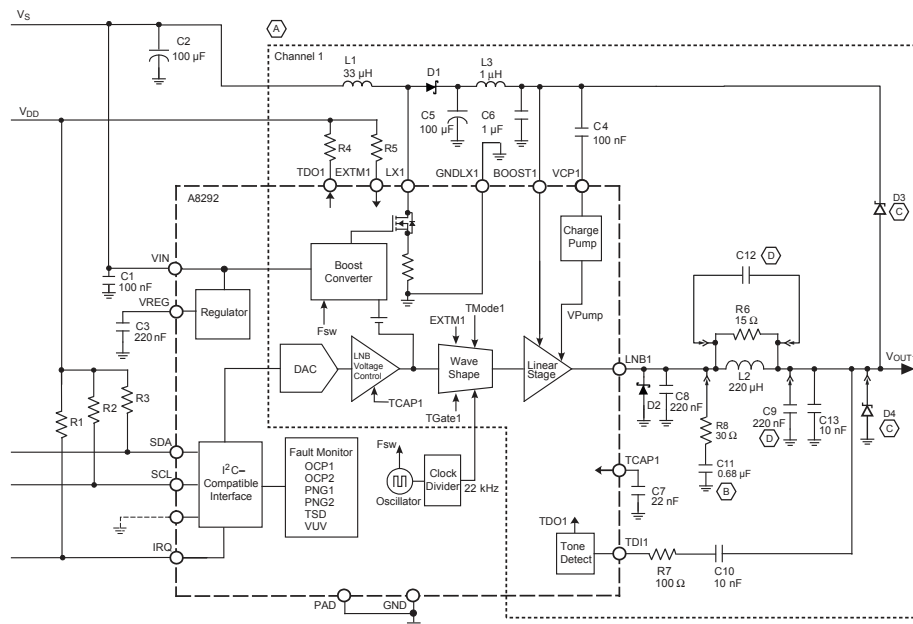 V_S
A
C2
100 µF
Channel 1
L1
33 µH
D1
L3
1 µH
V_DD
C5
100 µF
C6
1 µF
C4
100 nF
R4
R5
TDO1
EXTM1
LX1
GNDLX1
BOOST1
VCP1
A8292
D3
C
Charge
Pump
VIN
C1
100 nF
Boost
Converter
C12
D
VREG
C3
220 nF
Regulator
Fsw
EXTM1
TMode1
VPump
R6
15 Ω
DAC
LNB
Voltage
Control
Wave
Shape
Linear
Stage
LNB1
L2
220 µH
V_OUT1
TCAP1
TGate1
D2
C8
220 nF
R8
30 Ω
C9
220 nF
D
C13
10 nF
D4
C
R1
R2
R3
SDA
SCL
I²C–
Compatible
Interface
Fault Monitor
OCP1
OCP2
PNG1
PNG2
TSD
VUV
Fsw
Oscillator
Clock
Divider
22 kHz
TCAP1
C7
22 nF
C11
0.68 µF
B
IRQ
TDO1
Tone
Detect
TDI1
R7
100 Ω
C10
10 nF
PAD
GND